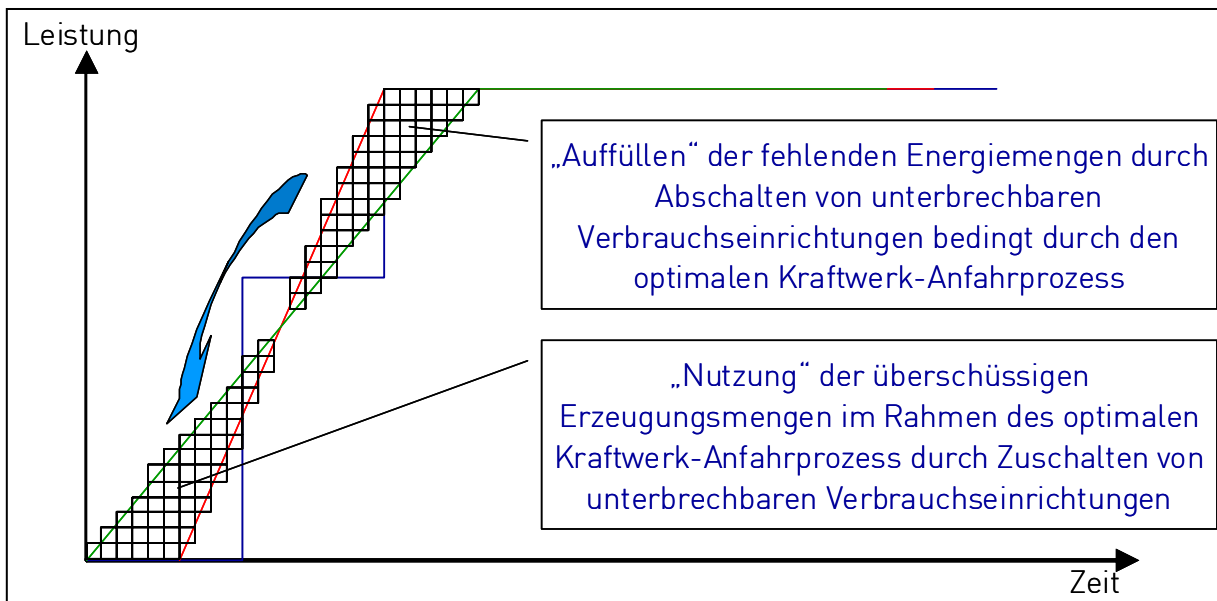 Leistung
„Auffüllen“ der fehlenden Energiemengen durch
Abschalten von unterbrechbaren
Verbrauchseinrichtungen bedingt durch den
optimalen Kraftwerk-Anfahrprozess
„Nutzung“ der überschüssigen
Erzeugungsmengen im Rahmen des optimalen
Kraftwerk-Anfahrprozess durch Zuschalten von
unterbrechbaren Verbrauchseinrichtungen
Zeit